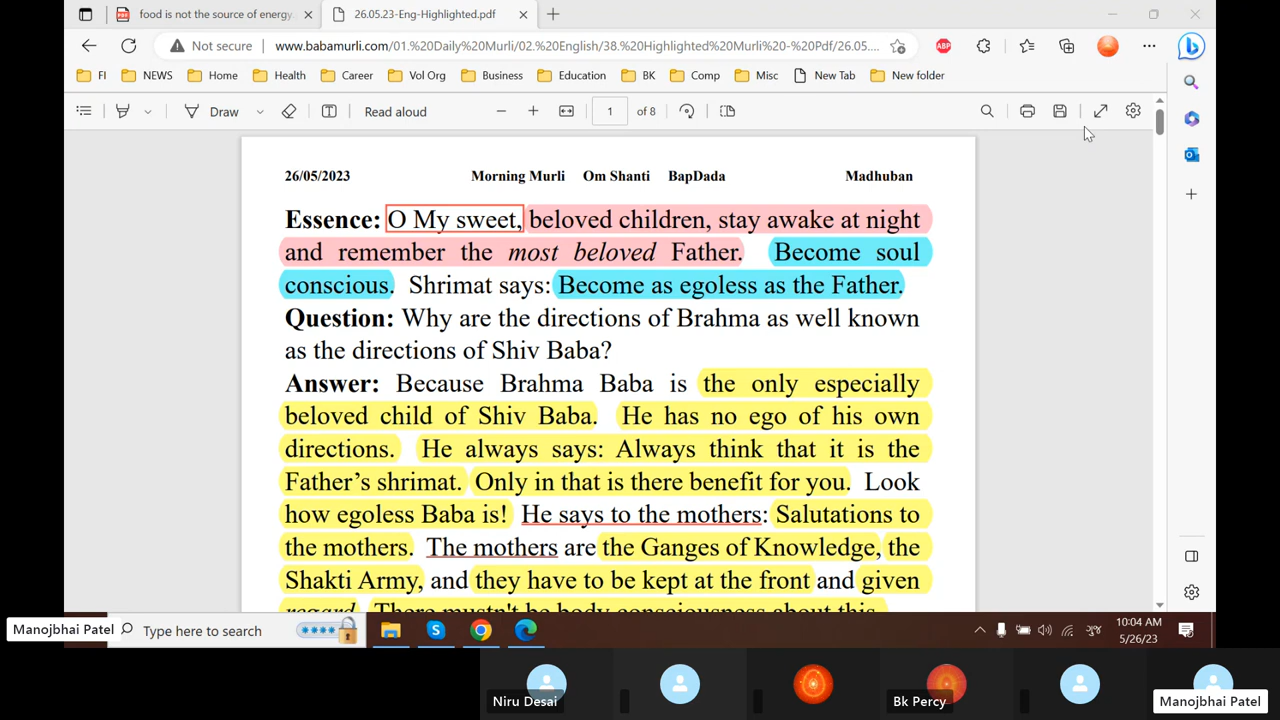 food is not the source of energy
26.05.23-Eng-Highlighted.pdf
Not secure
www.babamurli.com/01.%20Daily%20Murli/02.%20English/38.%20Highlighted%20Murli%20-%20Pdf/26.05....
ABP
FI NEWS Home Health Career Vol Org Business Education BK Comp Misc New Tab New folder
Draw Read aloud 1 of 8
26/05/2023 Morning Murli Om Shanti BapDada Madhuban
Essence: O My sweet, beloved children, stay awake at night
and remember the most beloved Father. Become soul
conscious. Shrimat says: Become as egoless as the Father.
Question: Why are the directions of Brahma as well known
as the directions of Shiv Baba?
Answer: Because Brahma Baba is the only especially
beloved child of Shiv Baba. He has no ego of his own
directions. He always says: Always think that it is the
Father's shrimat. Only in that is there benefit for you. Look
how egoless Baba is! He says to the mothers: Salutations to
the mothers. The mothers are the Ganges of Knowledge, the
Shakti Army, and they have to be kept at the front and given
regard. There mustn't be body consciousness about this.
Manojbhai Patel
Type here to search
10:04 AM
5/26/23
Niru Desai
Bk Percy
Manojbhai Patel